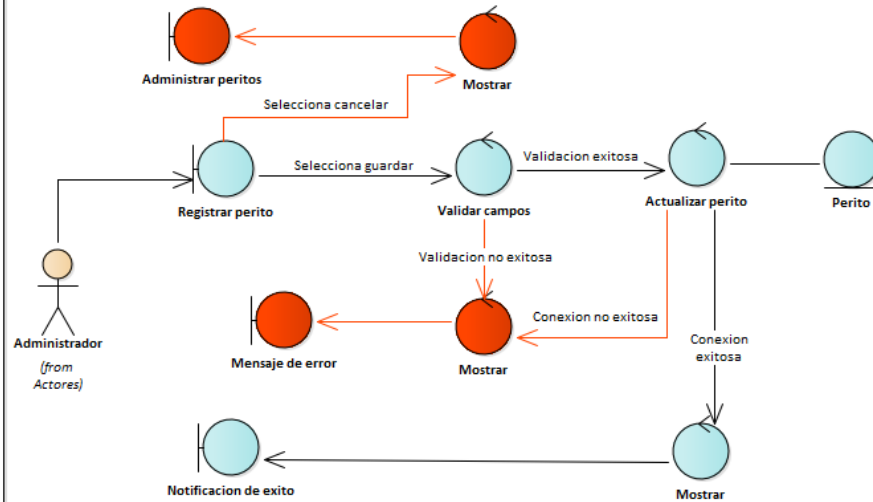 Administrar peritos
Mostrar
Selecciona cancelar
Selecciona guardar
Validacion exitosa
Registrar perito
Validar campos
Actualizar perito
Perito
Validacion no exitosa
Conexion no exitosa
Administrador
(from
Actores)
Mensaje de error
Mostrar
Conexion
exitosa
Notificacion de exito
Mostrar